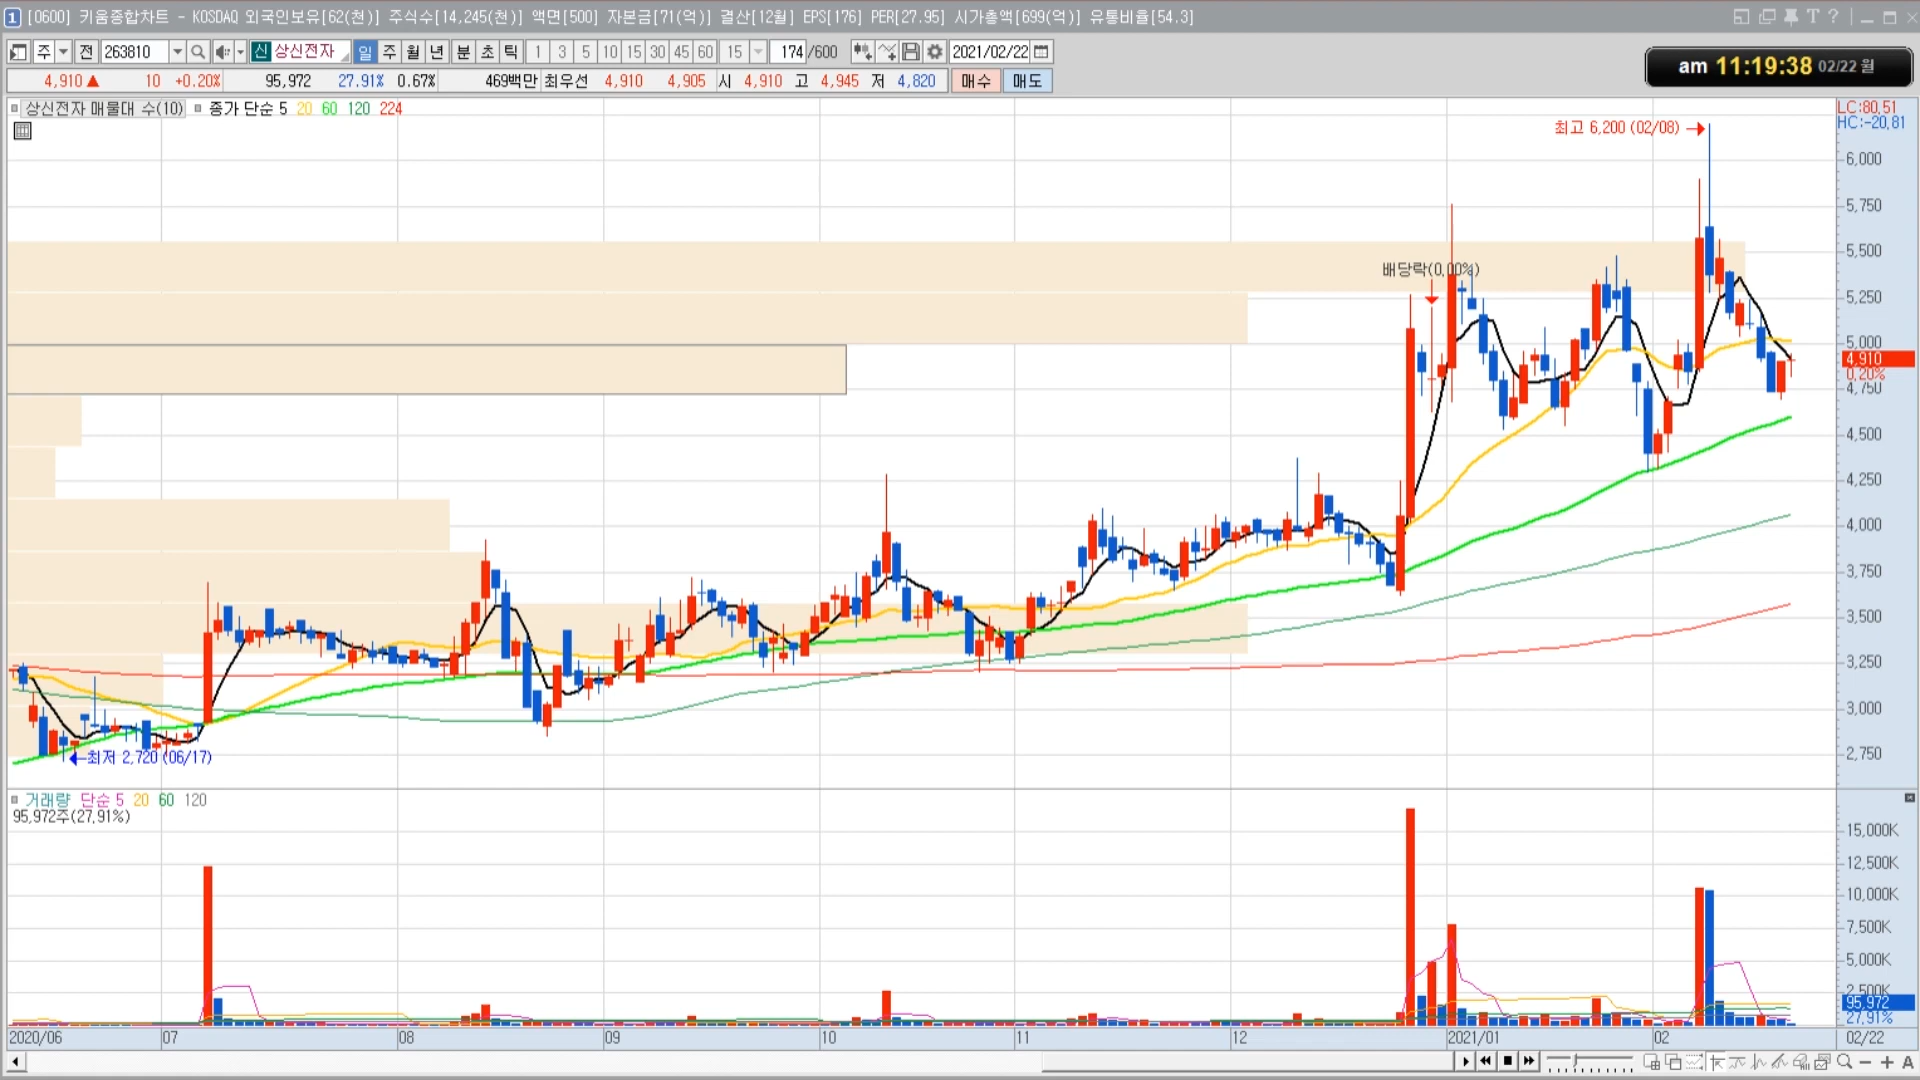 1 [0600] 키움종합차트 - KOSDAQ 외국인보유[62(천)] 주식수[14,245(천)] 액면[500] 자본금[71(억)] 결산[12월] EPS[176] PER[27.95] 시가총액[699(억)] 유통비율[54.3]
주 전 263810 신 상신전자 일 주 월 년 분 초 틱 1 3 5 10 15 30 45 60 15 174 /600 2021/02/22
4,910 ▲ 10 +0.20% 95,972 27.91% 0.67% 469백만 최우선 4,910 4,905 시 4,910 고 4,945 저 4,820 매수 매도
am 11:19:38 02/22 월
상신전자 매물대 수(10) 종가 단순 5 20 60 120 224
LC:80.51
HC:-20.81
최고 6,200 (02/08)
6,000
5,750
5,500
배당락(0.00%)
5,250
5,000
4,910
0.20%
4,750
4,500
4,250
4,000
3,750
3,500
3,250
3,000
최저 2,720 (06/17)
2,750
거래량 단순 5 20 60 120
95,972주(27.91%)
15,000K
12,500K
10,000K
7,500K
5,000K
2,500K
95,972
27.91%
2020/06 07 08 09 10 11 12 2021/01 02 02/22
A